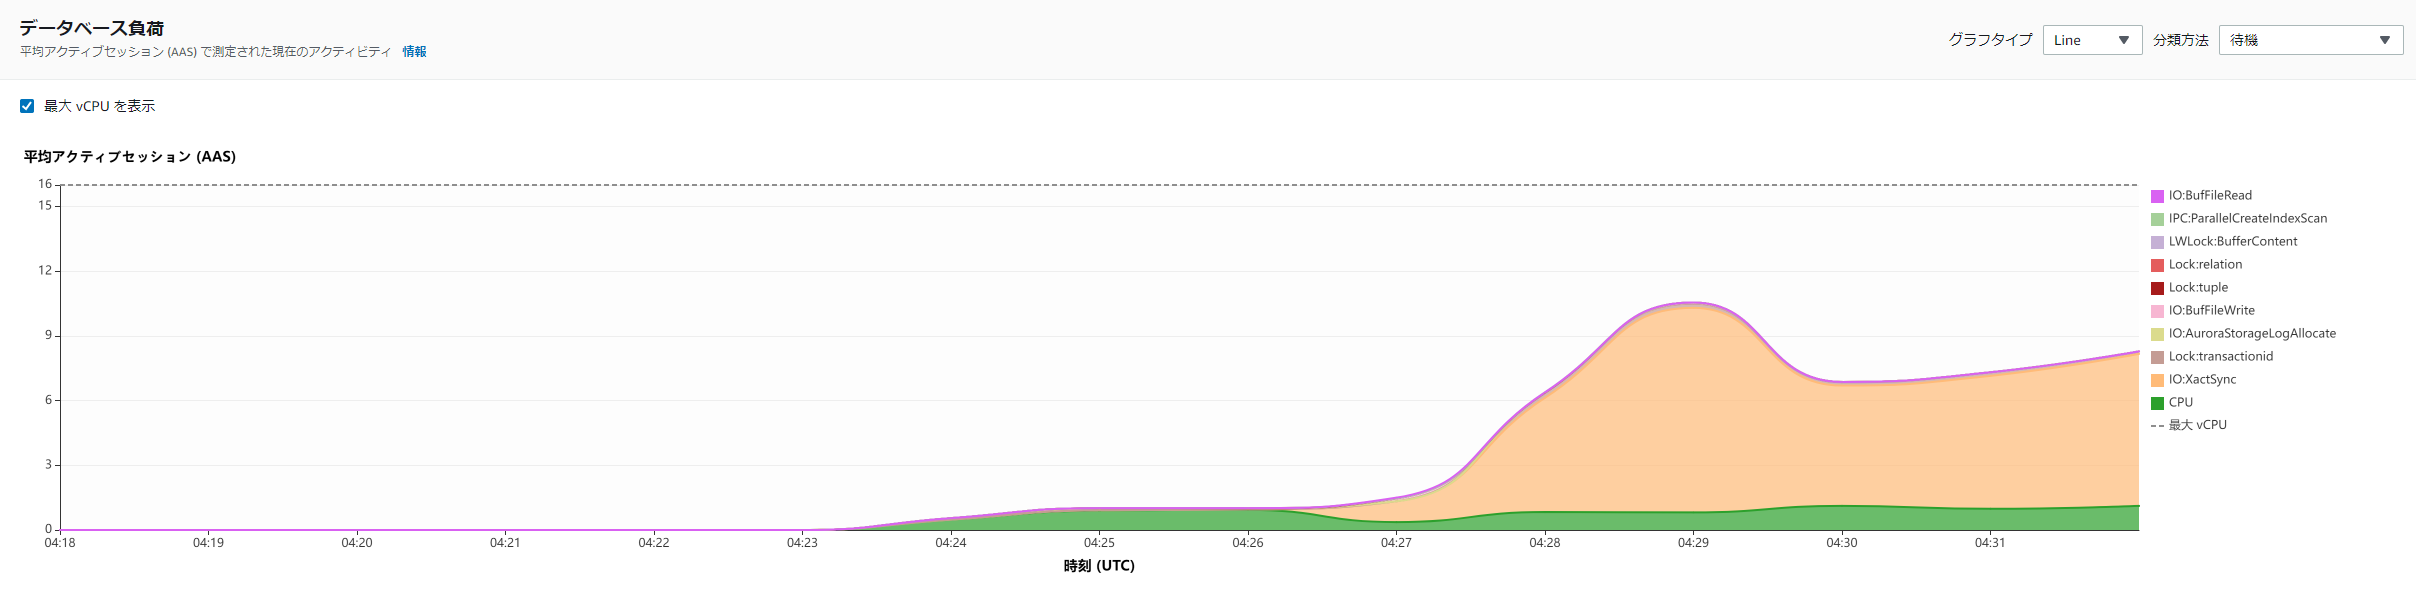 データベース負荷
平均アクティブセッション (AAS) で測定された現在のアクティビティ 情報
グラフタイプ Line 分類方法 待機
最大 vCPU を表示
平均アクティブセッション (AAS)
16
15
12
9
6
3
0
04:18 04:19 04:20 04:21 04:22 04:23 04:24 04:25 04:26 04:27 04:28 04:29 04:30 04:31
時刻 (UTC)
IO:BufFileRead
IPC:ParallelCreateIndexScan
LWLock:BufferContent
Lock:relation
Lock:tuple
IO:BufFileWrite
IO:AuroraStorageLogAllocate
Lock:transactionid
IO:XactSync
CPU
最大 vCPU